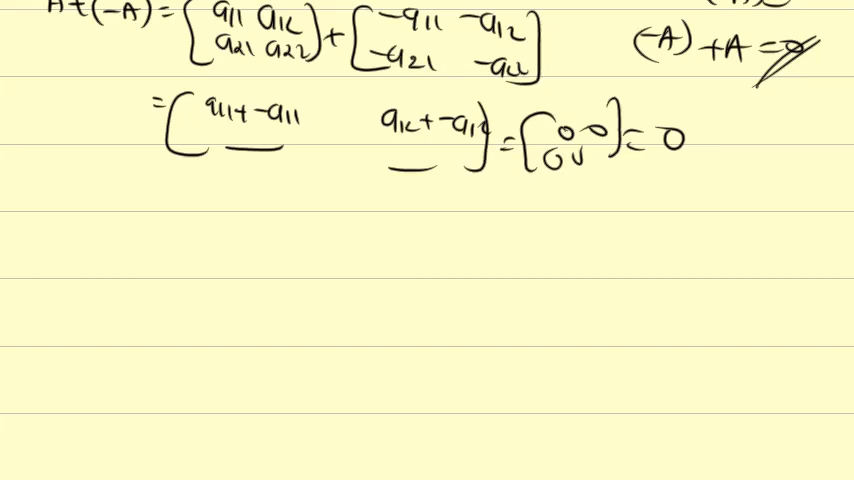 A+(-A) = [a11 a12 a21 a22] + [-a11 -a12 -a21 -a22]
(-A) + A = 0
= [a11+-a11 a12+-a12] = [0 0 0 0] = 0